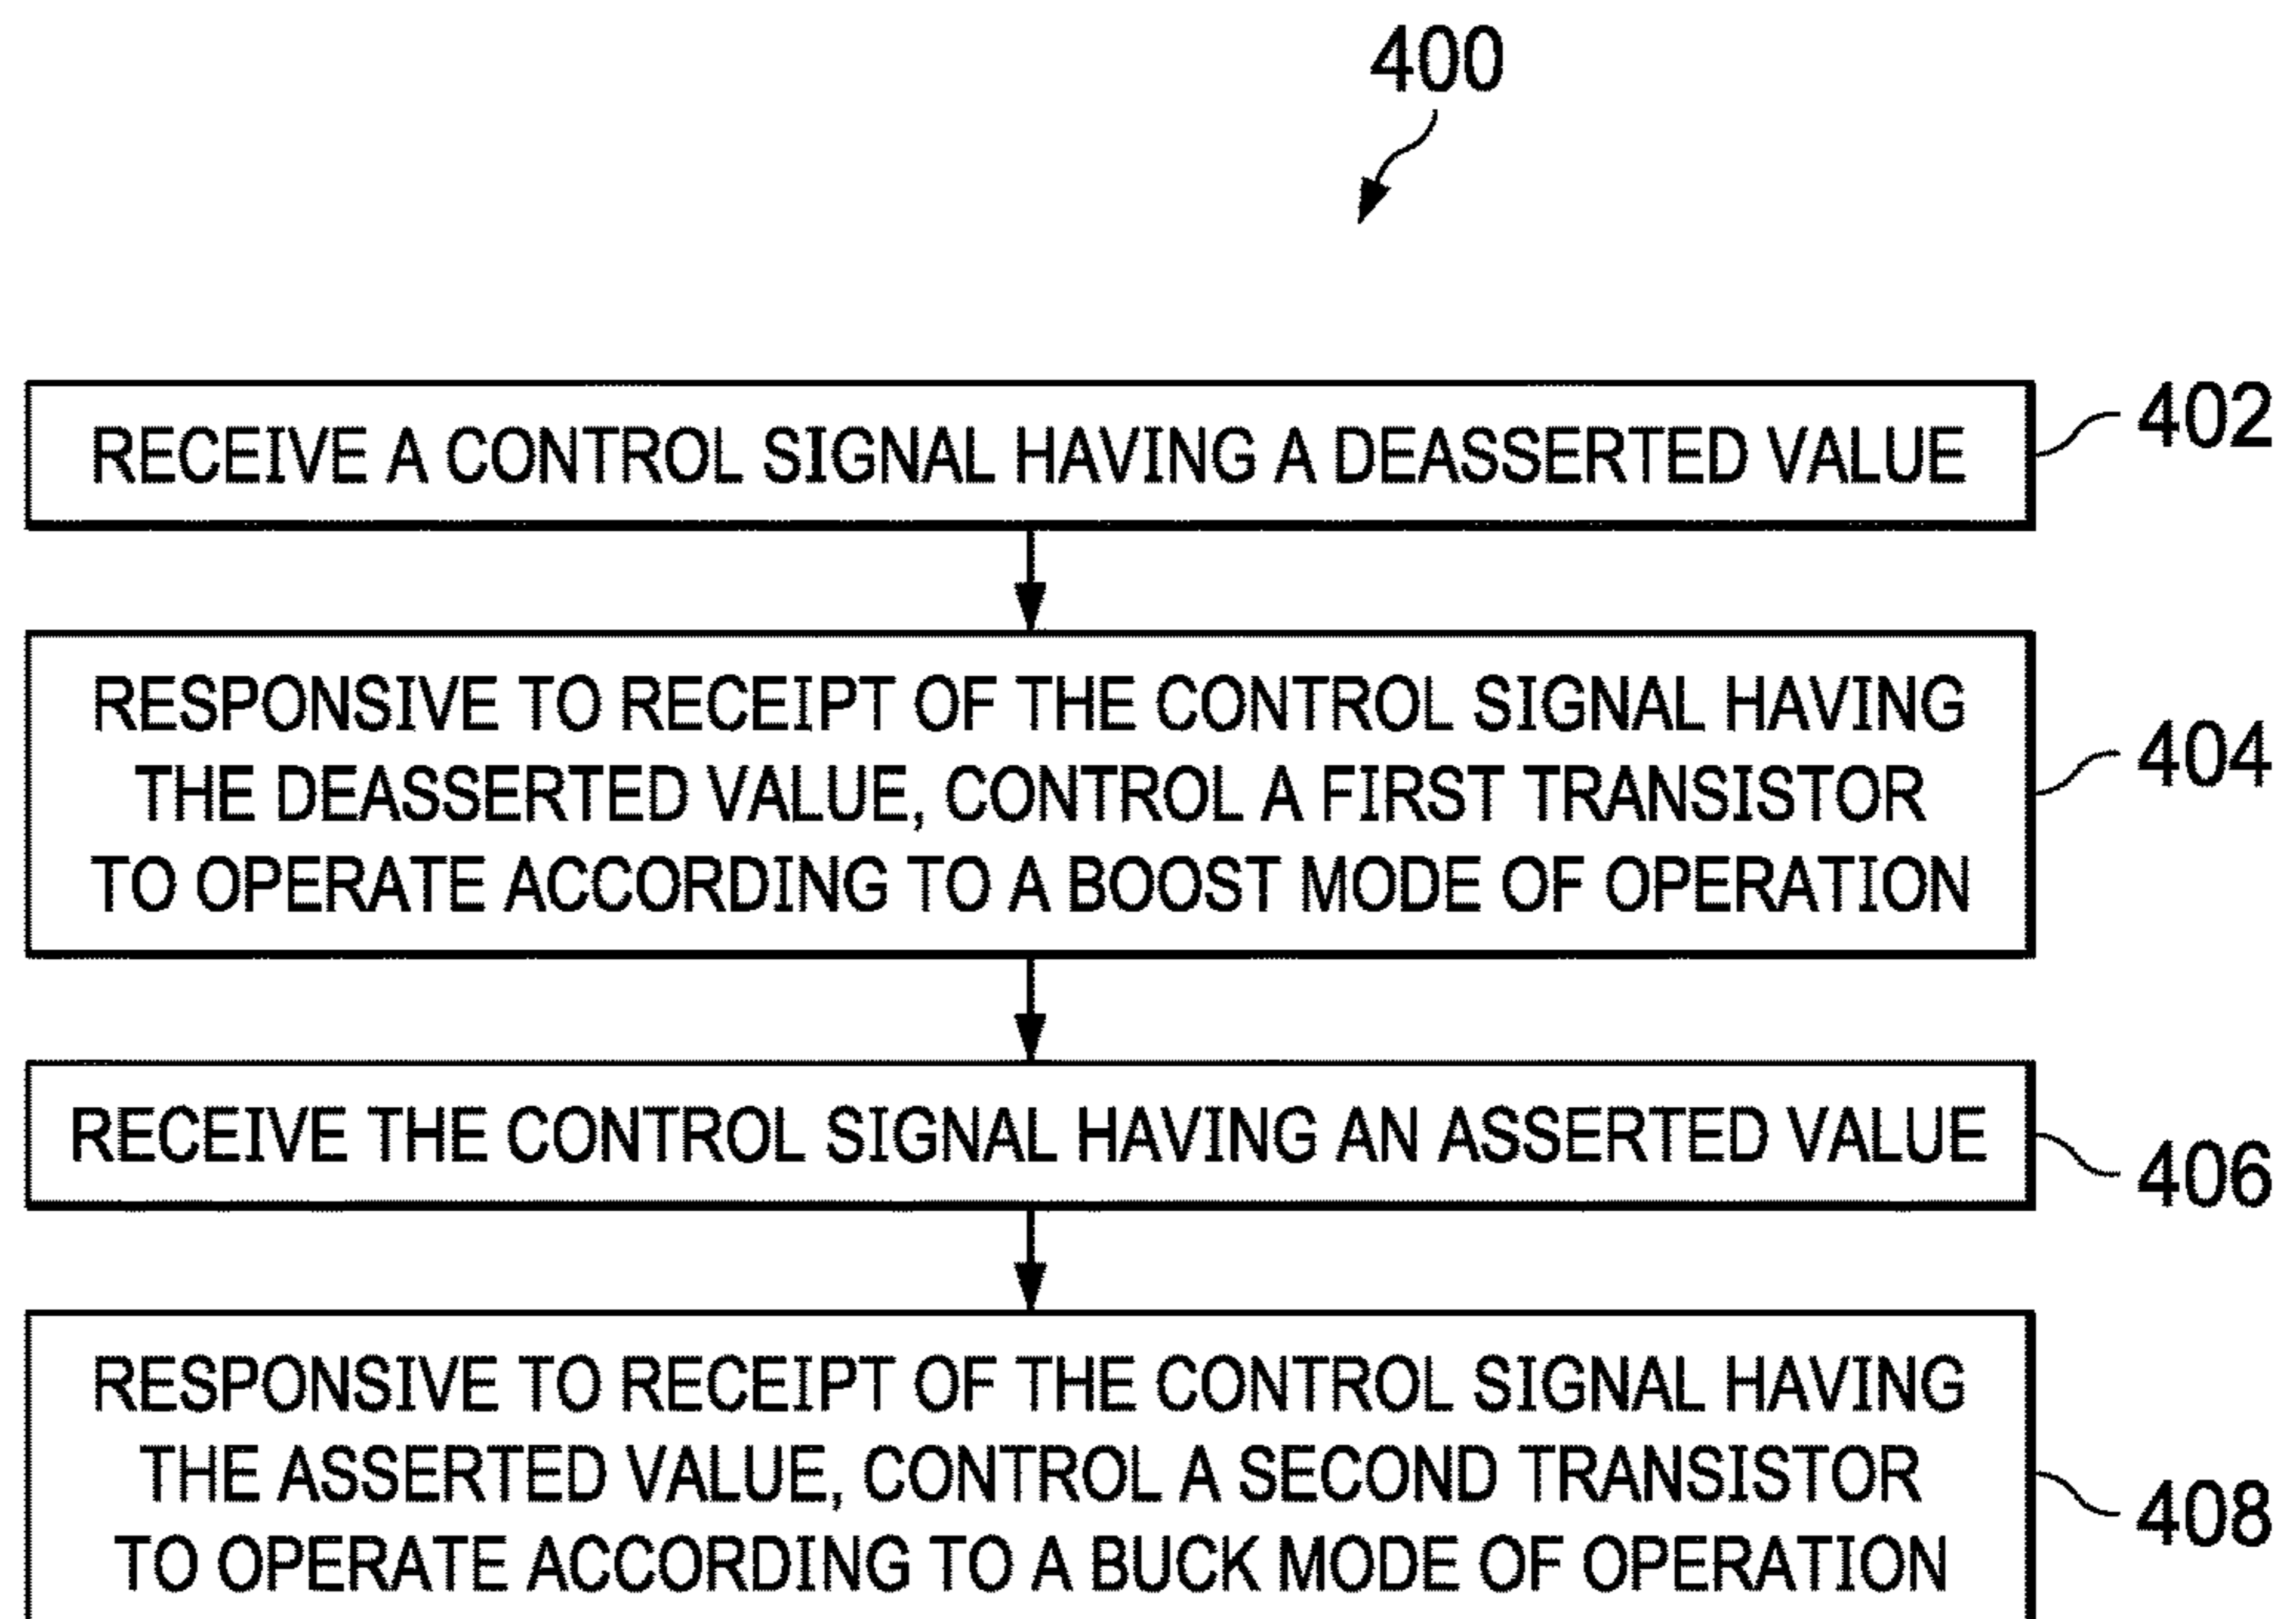 400
RECEIVE A CONTROL SIGNAL HAVING A DEASSERTED VALUE
402
RESPONSIVE TO RECEIPT OF THE CONTROL SIGNAL HAVING
THE DEASSERTED VALUE, CONTROL A FIRST TRANSISTOR
TO OPERATE ACCORDING TO A BOOST MODE OF OPERATION
404
RECEIVE THE CONTROL SIGNAL HAVING AN ASSERTED VALUE
406
RESPONSIVE TO RECEIPT OF THE CONTROL SIGNAL HAVING
THE ASSERTED VALUE, CONTROL A SECOND TRANSISTOR
TO OPERATE ACCORDING TO A BUCK MODE OF OPERATION
408